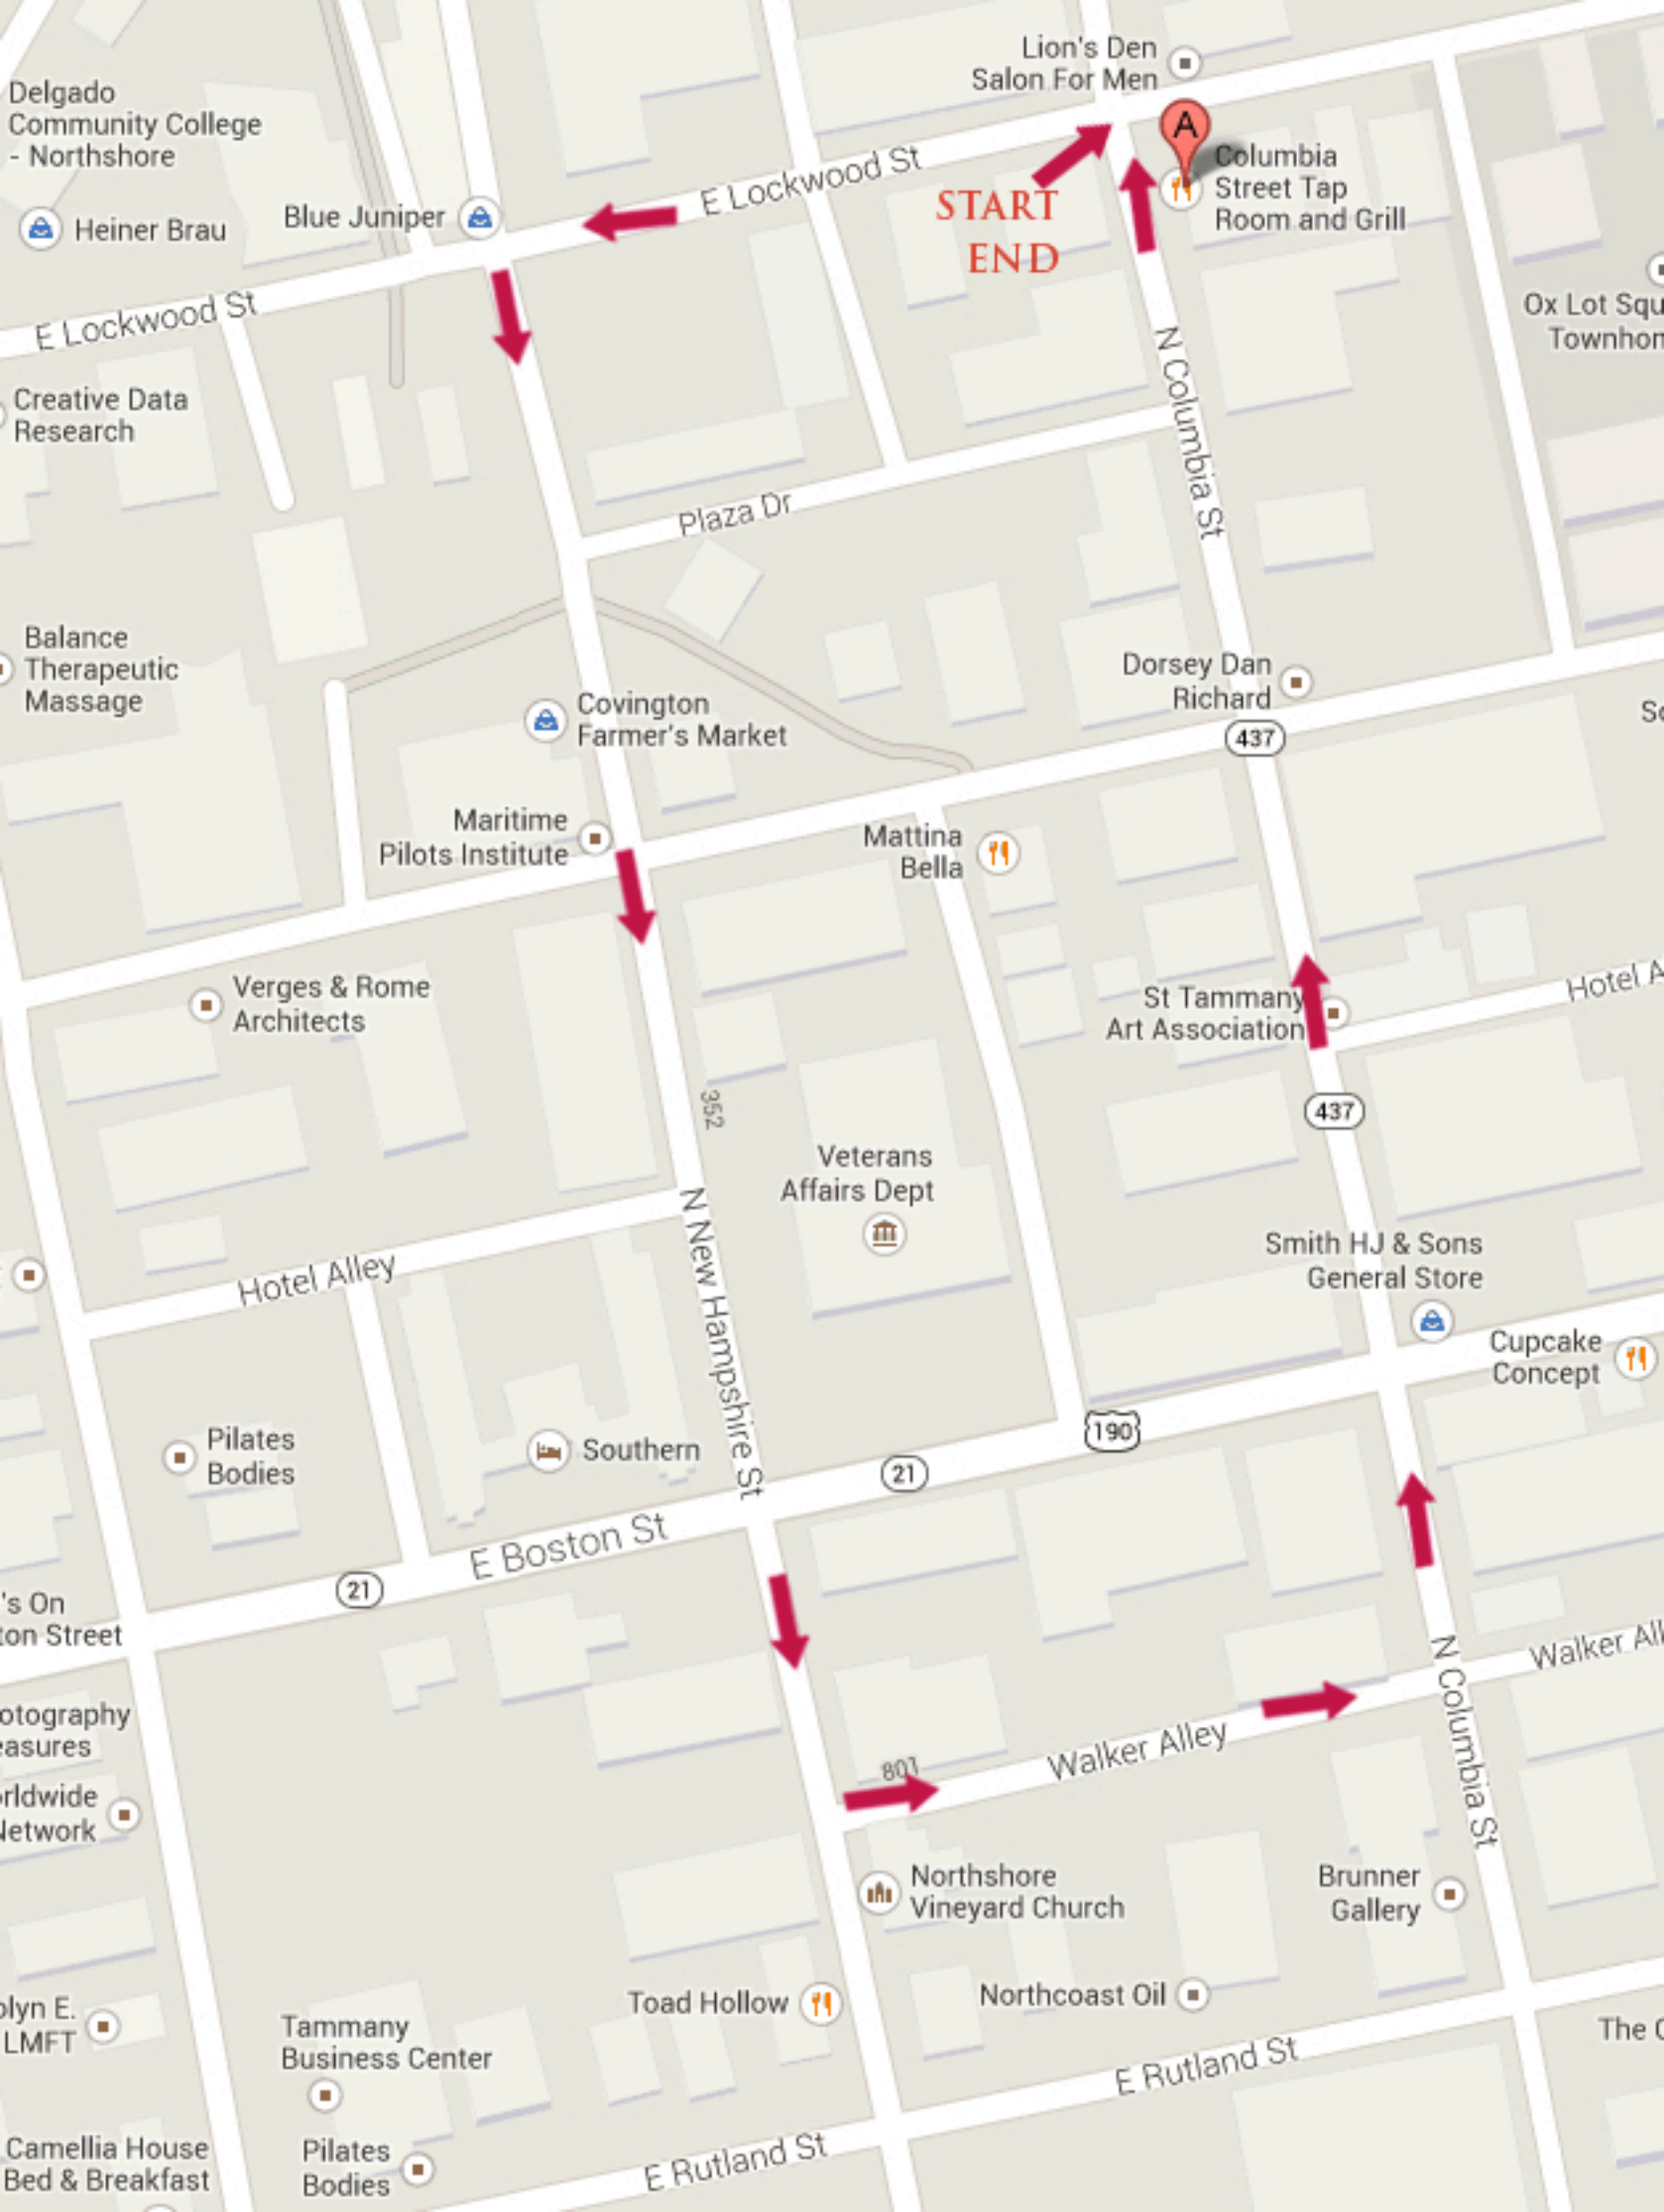 Lion's Den
Salon For Men
Delgado
Community College
- Northshore
A
Columbia
Street Tap
Room and Grill
E Lockwood St
START
END
Blue Juniper
Heiner Brau
E Lockwood St
Ox Lot Squ
Townhom
N Columbia St
Creative Data
Research
Plaza Dr
Balance
Therapeutic
Massage
Dorsey Dan
Richard
Covington
Farmer's Market
437
Maritime
Pilots Institute
Mattina
Bella
Verges & Rome
Architects
St Tammany
Art Association
Hotel A
352
437
Veterans
Affairs Dept
N New Hampshire St
Smith HJ & Sons
General Store
Hotel Alley
Cupcake
Concept
190
Pilates
Bodies
Southern
21
E Boston St
21
's On
ton Street
N Columbia St
Walker All
otography
easures
Walker Alley
801
rldwide
Network
Northshore
Vineyard Church
Brunner
Gallery
Toad Hollow
Northcoast Oil
olyn E.
LMFT
Tammany
Business Center
The
E Rutland St
Camellia House
Bed & Breakfast
Pilates
Bodies
E Rutland St